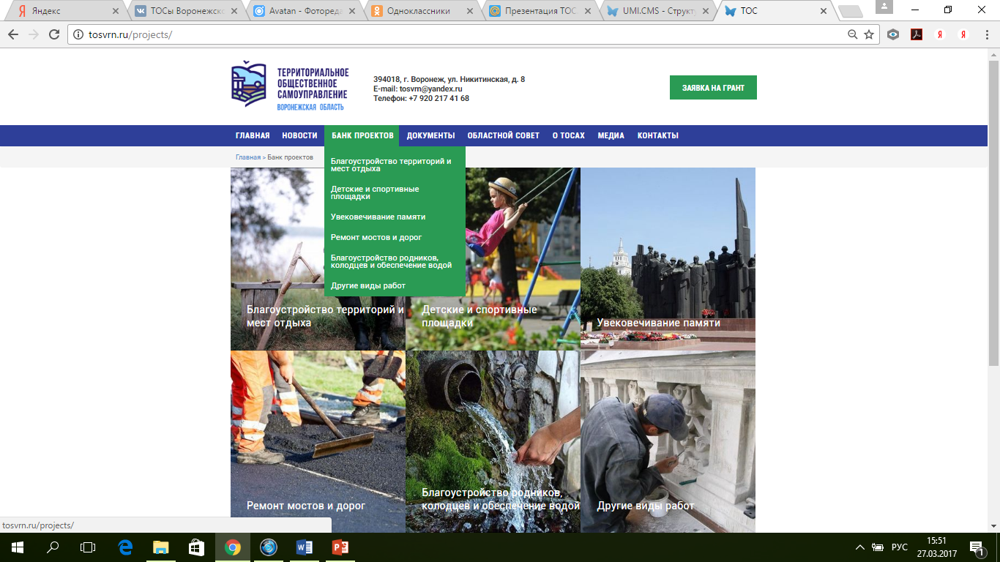 Яндекс
ТОСы Воронежско
Avatan - Фотореда
Одноклассники
Презентация ТОС
UMI.CMS - Структу
ТОС
tosvrn.ru/projects/
ТЕРРИТОРИАЛЬНОЕ
ОБЩЕСТВЕННОЕ
САМОУПРАВЛЕНИЕ
ВОРОНЕЖСКАЯ ОБЛАСТЬ
394018, г. Воронеж, ул. Никитинская, д. 8
E-mail: tosvrn@yandex.ru
Телефон: +7 920 217 41 68
ЗАЯВКА НА ГРАНТ
ГЛАВНАЯ НОВОСТИ БАНК ПРОЕКТОВ ДОКУМЕНТЫ ОБЛАСТНОЙ СОВЕТ О ТОСАХ МЕДИА КОНТАКТЫ
Главная > Банк проектов
Благоустройство территорий и
мест отдыха
Детские и спортивные
площадки
Увековечивание памяти
Ремонт мостов и дорог
Благоустройство родников,
колодцев и обеспечение водой
Другие виды работ
Благоустройство территорий и
мест отдыха
Детские и спортивные
площадки
Увековечивание памяти
Ремонт мостов и дорог
Благоустройство родников,
колодцев и обеспечение водой
Другие виды работ
tosvrn.ru/projects/
РУС
15:51
27.03.2017
1